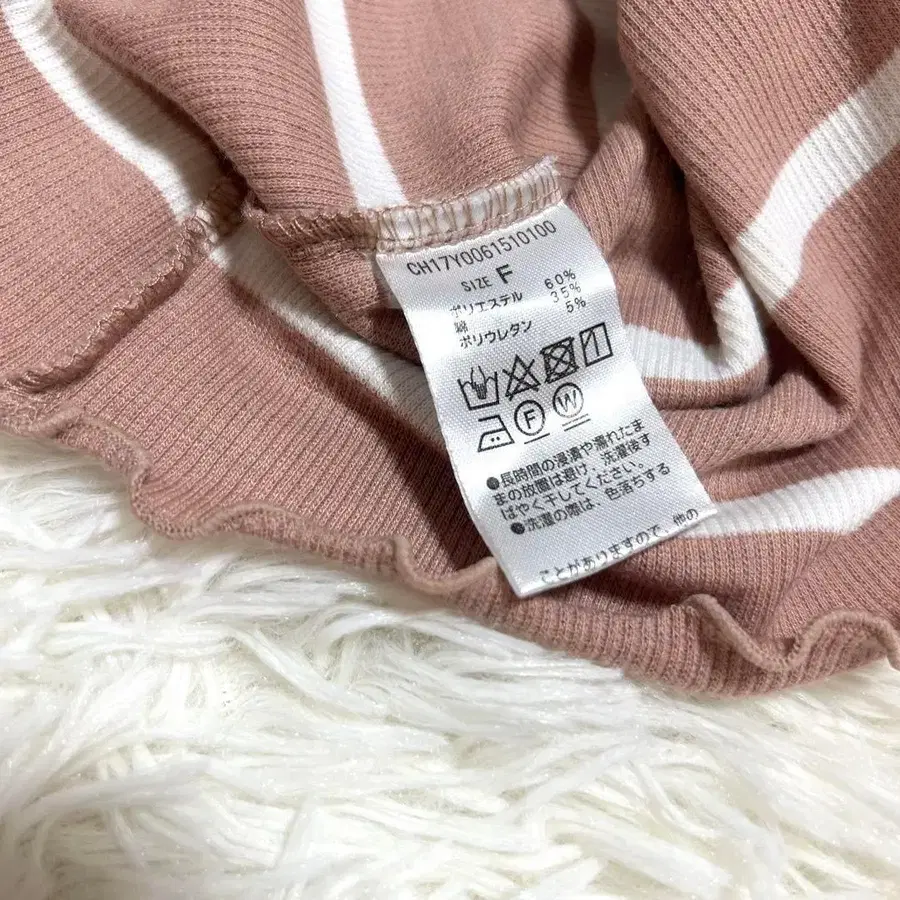 CH17Y0061510100
SIZE F
ポリエステル 60%
綿 35%
ポリウレタン 5%
F W
●長時間の浸漬や濡れたま
まの放置は避け、洗濯後す
ばやく干してください。
●洗濯の際は、色落ちする
ことがありますので、他の